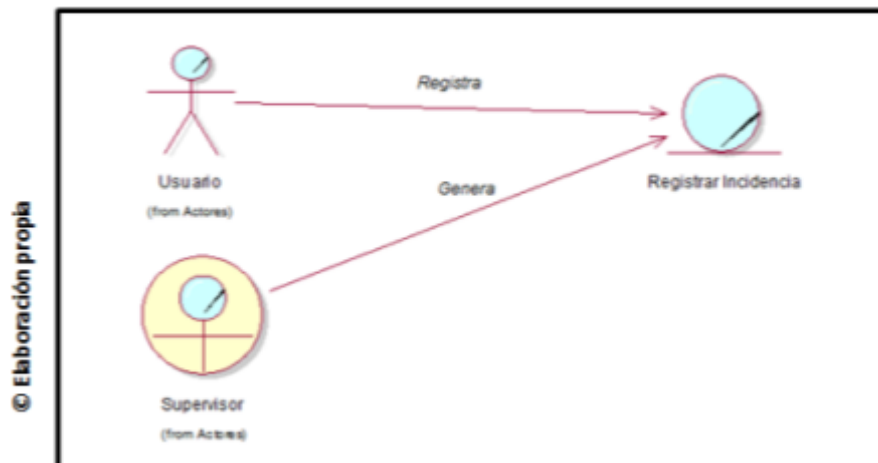 Registra
Usuario
(from Actores)
Registrar Incidencia
Genera
Supervisor
(from Actores)
© Elaboración propia